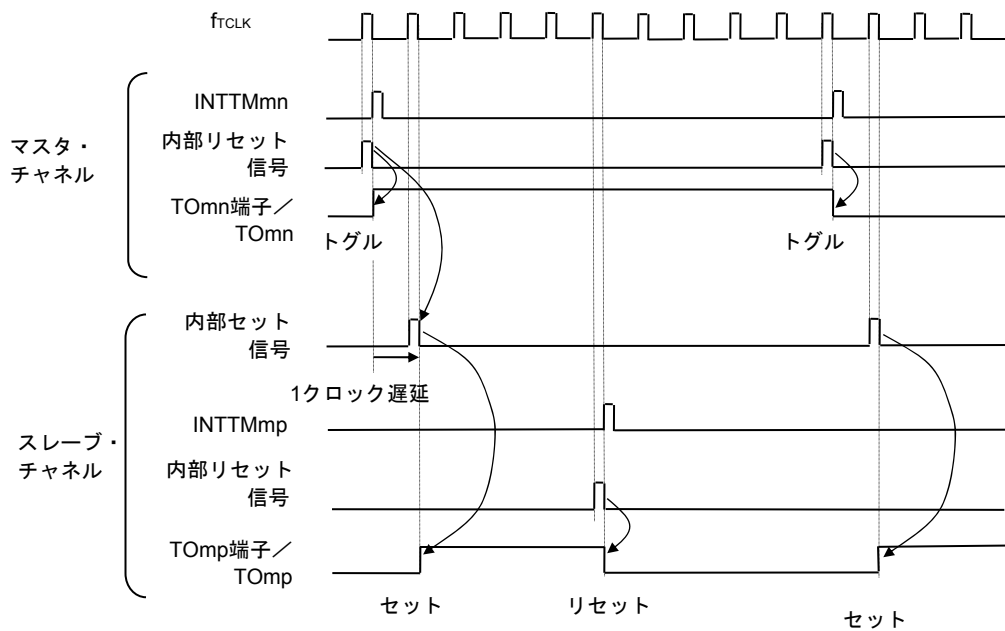 fTCLK
マスタ・
チャネル
INTTMmn
内部リセット
信号
TOmn端子／
TOmn
トグル
トグル
スレーブ・
チャネル
内部セット
信号
1クロック遅延
INTTMmp
内部リセット
信号
TOmp端子／
TOmp
セット
リセット
セット